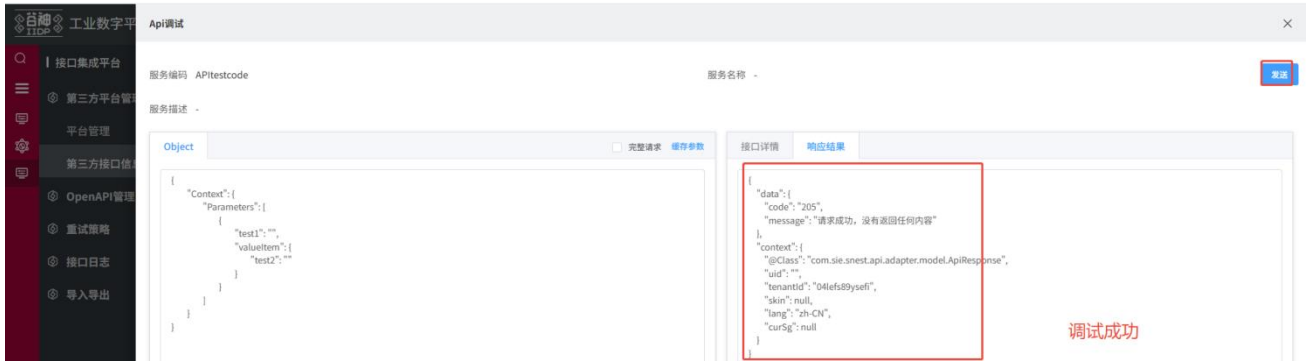 谷神 IIDP 工业数字平
Api调试
接口集成平台
第三方平台管理
平台管理
第三方接口信息
OpenAPI管理
重试策略
接口日志
导入导出
服务编码 APItestcode
服务名称 -
发送
服务描述 -
Object
完整请求 缓存参数
{
"Context": {
"Parameters": [
{
"test1": "",
"valueItem": {
"test2": ""
}
}
]
}
}
接口详情 响应结果
{
"data": {
"code": "205",
"message": "请求成功，没有返回任何内容"
},
"context": {
"@Class": "com.sie.snest.api.adapter.model.ApiResponse",
"uid": "",
"tenantId": "04lefs89ysefi",
"skin": null,
"lang": "zh-CN",
"curSg": null
}
}
调试成功